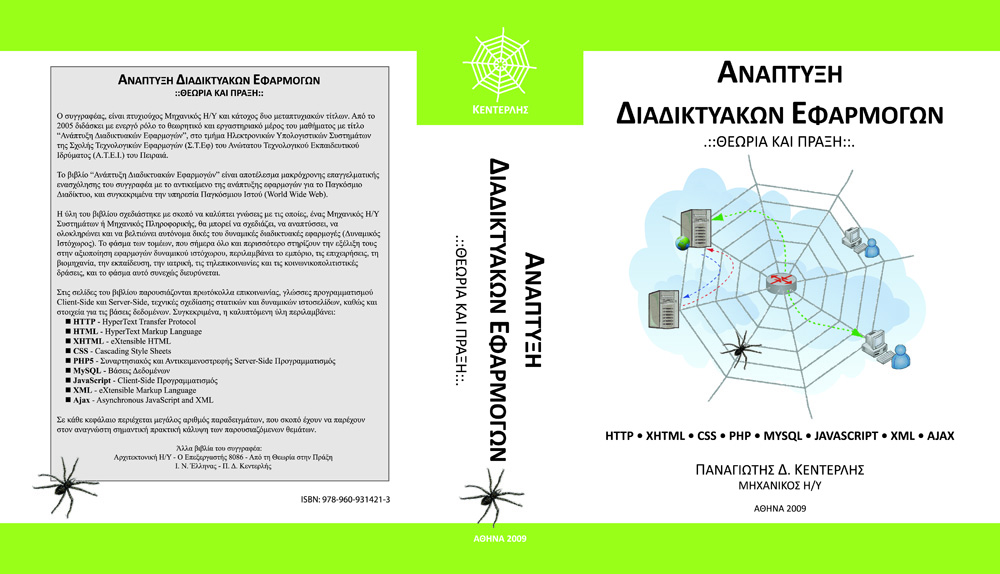 ΑΝΑΠΤΥΞΗ ΔΙΑΔΙΚΤΥΑΚΩΝ ΕΦΑΡΜΟΓΩΝ
::ΘΕΩΡΙΑ ΚΑΙ ΠΡΑΞΗ::
Ο συγγραφέας, είναι πτυχιούχος Μηχανικός Η/Υ και κάτοχος δυο μεταπτυχιακών τίτλων. Από το
2005 διδάσκει με ενεργό ρόλο το θεωρητικό και εργαστηριακό μέρος του μαθήματος με τίτλο
“Ανάπτυξη Διαδικτυακών Εφαρμογών”, στο τμήμα Ηλεκτρονικών Υπολογιστικών Συστημάτων
της Σχολής Τεχνολογικών Εφαρμογών (Σ.Τ.Εφ) του Ανώτατου Τεχνολογικού Εκπαιδευτικού
Ιδρύματος (Α.Τ.Ε.Ι.) του Πειραιά.
Το βιβλίο “Ανάπτυξη Διαδικτυακών Εφαρμογών” είναι αποτέλεσμα μακρόχρονης επαγγελματικής
ενασχόλησης του συγγραφέα με το αντικείμενο της ανάπτυξης εφαρμογών για το Παγκόσμιο
Διαδίκτυο, και συγκεκριμένα την υπηρεσία Παγκόσμιου Ιστού (World Wide Web).
Η ύλη του βιβλίου σχεδιάστηκε με σκοπό να καλύπτει γνώσεις με τις οποίες, ένας Μηχανικός Η/Υ
Συστημάτων ή Μηχανικός Πληροφορικής, θα μπορεί να σχεδιάζει, να αναπτύσσει, να
ολοκληρώνει και να βελτιώνει αυτόνομα δικές του δυναμικές διαδικτυακές εφαρμογές (Δυναμικός
Ιστόχωρος). Το φάσμα των τομέων, που σήμερα όλο και περισσότερο στηρίζουν την εξέλιξη τους
στην αξιοποίηση εφαρμογών δυναμικού ιστόχωρου, περιλαμβάνει το εμπόριο, τις επιχειρήσεις, τη
βιομηχανία, την εκπαίδευση, την ιατρική, τις τηλεπικοινωνίες και τις κοινωνικοπολιτικές
δράσεις, και το φάσμα αυτό συνεχώς διευρύνεται.
Στις σελίδες του βιβλίου παρουσιάζονται πρωτόκολλα επικοινωνίας, γλώσσες προγραμματισμού
Client-Side και Server-Side, τεχνικές σχεδίασης στατικών και δυναμικών ιστοσελίδων, καθώς και
στοιχεία για τις βάσεις δεδομένων. Συγκεκριμένα, η καλυπτόμενη ύλη περιλαμβάνει:
■ HTTP - HyperText Transfer Protocol
■ HTML - HyperText Markup Language
■ XHTML - eXtensible HTML
■ CSS - Cascading Style Sheets
■ PHP5 - Συναρτησιακός και Αντικειμενοστρεφής Server-Side Προγραμματισμός
■ MySQL - Βάσεις Δεδομένων
■ JavaScript - Client-Side Προγραμματισμός
■ XML - eXtensible Markup Language
■ Ajax - Asynchronous JavaScript and XML
Σε κάθε κεφάλαιο περιέχεται μεγάλος αριθμός παραδειγμάτων, που σκοπό έχουν να παρέχουν
στον αναγνώστη σημαντική πρακτική κάλυψη των παρουσιαζόμενων θεμάτων.
Άλλα βιβλία του συγγραφέα:
Αρχιτεκτονική Η/Υ - Ο Επεξεργαστής 8086 - Από τη Θεωρία στην Πράξη
Ι. Ν. Έλληνας - Π. Δ. Κεντερλής
ISBN: 978-960-931421-3
ΚΕΝΤΕΡΛΗΣ
ΑΝΑΠΤΥΞΗ
ΔΙΑΔΙΚΤΥΑΚΩΝ ΕΦΑΡΜΟΓΩΝ
.::ΘΕΩΡΙΑ ΚΑΙ ΠΡΑΞΗ::.
ΑΘΗΝΑ 2009
ΑΝΑΠΤΥΞΗ
ΔΙΑΔΙΚΤΥΑΚΩΝ ΕΦΑΡΜΟΓΩΝ
.::ΘΕΩΡΙΑ ΚΑΙ ΠΡΑΞΗ::.
HTTP • XHTML • CSS • PHP • MYSQL • JAVASCRIPT • XML • AJAX
ΠΑΝΑΓΙΩΤΗΣ Δ. ΚΕΝΤΕΡΛΗΣ
ΜΗΧΑΝΙΚΟΣ Η/Υ
ΑΘΗΝΑ 2009